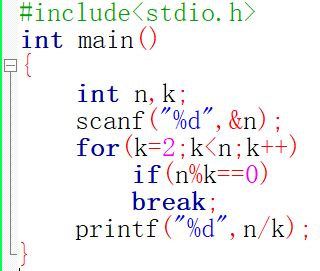 #include<stdio.h>
int main()
{
    int n,k;
    scanf("%d",&n);
    for(k=2;k<n;k++)
        if(n%k==0)
        break;
    printf("%d",n/k);
}